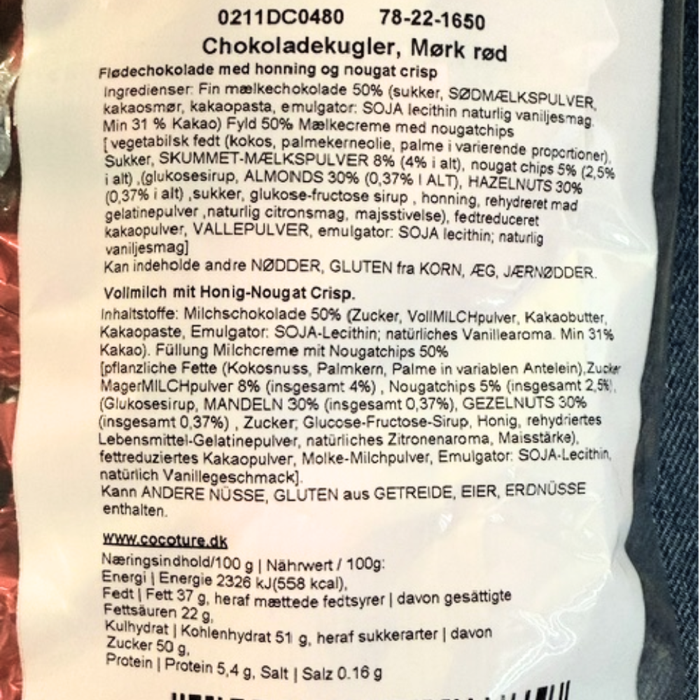 0211DC0480 78-22-1650
Chokoladekugler, Mørk rød
Flødechokolade med honning og nougat crisp
Ingredienser: Fin mælkechokolade 50% (sukker, SØDMÆLKSPULVER,
kakaosmør, kakaopasta, emulgator: SOJA lecithin naturlig vaniljesmag.
Min 31 % Kakao) Fyld 50% Mælkecreme med nougatchips
[ vegetabilsk fedt (kokos, palmekerneolie, palme i varierende proportioner),
Sukker, SKUMMET-MÆLKSPULVER 8% (4% i alt), nougat chips 5% (2,5%
i alt) ,(glukosesirup, ALMONDS 30% (0,37% I ALT), HAZELNUTS 30%
(0,37% i alt) ,sukker, glukose-fructose sirup , honning, rehydreret mad
gelatinepulver ,naturlig citronsmag, majsstivelse), fedtreduceret
kakaopulver, VALLEPULVER, emulgator: SOJA lecithin; naturlig
vaniljesmag]
Kan indeholde andre NØDDER, GLUTEN fra KORN, ÆG, JÆRNØDDER.
Vollmilch mit Honig-Nougat Crisp.
Inhaltstoffe: Milchschokolade 50% (Zucker, VollMILCHpulver, Kakaobutter,
Kakaopaste, Emulgator: SOJA-Lecithin; natürliches Vanillearoma. Min 31%
Kakao). Füllung Milchcreme mit Nougatchips 50%
[pflanzliche Fette (Kokosnuss, Palmkern, Palme in variablen Antelein),Zucker
MagerMILCHpulver 8% (insgesamt 4%) , Nougatchips 5% (insgesamt 2,5%),
(Glukosesirup, MANDELN 30% (insgesamt 0,37%), GEZELNUTS 30%
(insgesamt 0,37%) , Zucker, Glucose-Fructose-Sirup, Honig, rehydriertes
Lebensmittel-Gelatinepulver, natürliches Zitronenaroma, Maisstärke),
fettreduziertes Kakaopulver, Molke-Milchpulver, Emulgator: SOJA-Lecithin,
natürlich Vanillegeschmack].
Kann ANDERE NÜSSE, GLUTEN aus GETREIDE, EIER, ERDNÜSSE
enthalten.
www.cocoture.dk
Næringsindhold/100 g | Nährwert / 100g:
Energi | Energie 2326 kJ(558 kcal),
Fedt | Fett 37 g, heraf mættede fedtsyrer | davon gesättigte
Fettsäuren 22 g,
Kulhydrat | Kohlenhydrat 51 g, heraf sukkerarter | davon
Zucker 50 g,
Protein | Protein 5,4 g, Salt | Salz 0.16 g